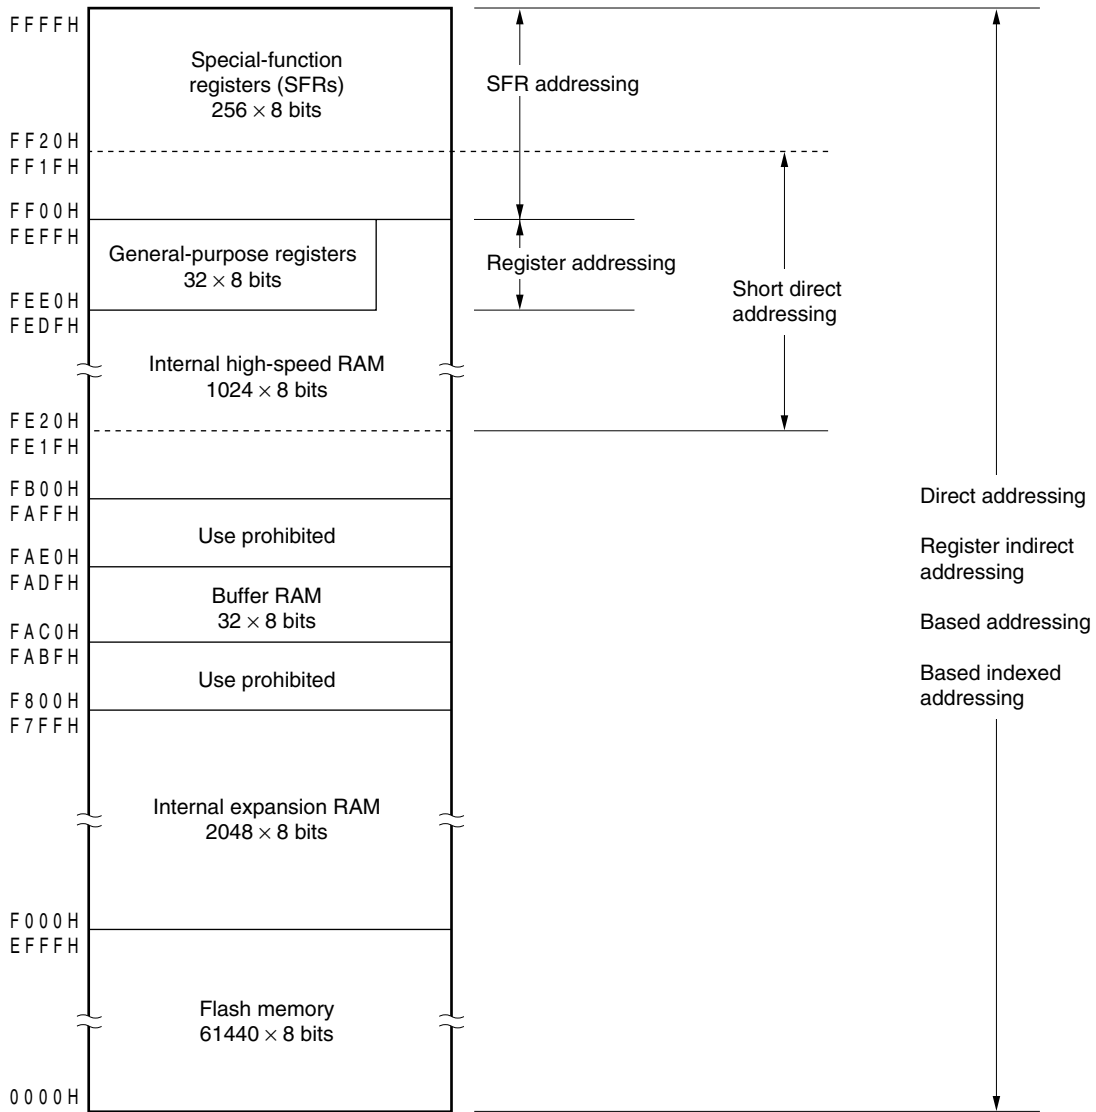 FFFFH
Special-function
registers (SFRs)
256 × 8 bits
SFR addressing
FF20H
FF1FH
FF00H
FEFFH
General-purpose registers
32 × 8 bits
Register addressing
Short direct
addressing
FEE0H
FEDFH
Internal high-speed RAM
1024 × 8 bits
FE20H
FE1FH
FB00H
FAFFH
Use prohibited
FAE0H
FADFH
Buffer RAM
32 × 8 bits
FAC0H
FABFH
Use prohibited
F800H
F7FFH
Direct addressing
Register indirect
addressing
Based addressing
Based indexed
addressing
Internal expansion RAM
2048 × 8 bits
F000H
EFFFH
Flash memory
61440 × 8 bits
0000H